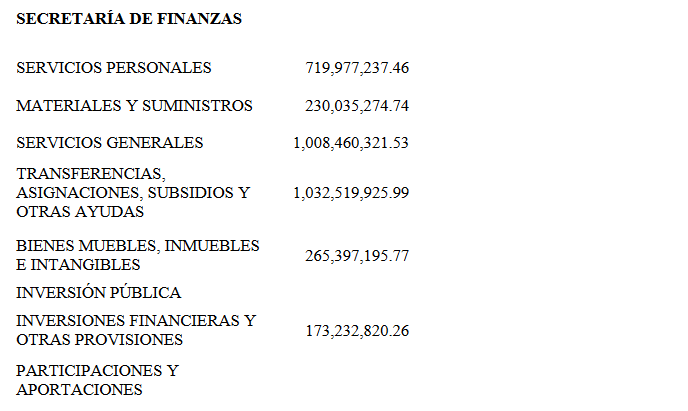 SECRETARÍA DE FINANZAS
SERVICIOS PERSONALES 719,977,237.46
MATERIALES Y SUMINISTROS 230,035,274.74
SERVICIOS GENERALES 1,008,460,321.53
TRANSFERENCIAS,
ASIGNACIONES, SUBSIDIOS Y 1,032,519,925.99
OTRAS AYUDAS
BIENES MUEBLES, INMUEBLES
E INTANGIBLES 265,397,195.77
INVERSIÓN PÚBLICA
INVERSIONES FINANCIERAS Y
OTRAS PROVISIONES 173,232,820.26
PARTICIPACIONES Y
APORTACIONES